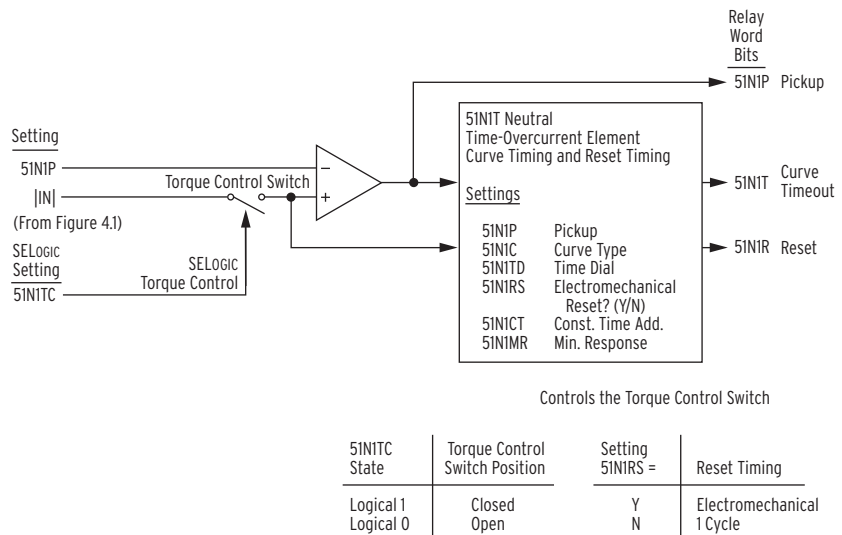 Relay
Word
Bits
51N1P Pickup
51N1T Neutral
Time-Overcurrent Element
Curve Timing and Reset Timing
Settings
51N1P Pickup
51N1C Curve Type
51N1TD Time Dial
51N1RS Electromechanical
Reset? (Y/N)
51N1CT Const. Time Add.
51N1MR Min. Response
Setting
51N1P
|IN|
(From Figure 4.1)
SELOGIC
Setting
51N1TC
Torque Control Switch
SELOGIC
Torque Control
−
+
51N1T Curve
Timeout
51N1R Reset
Controls the Torque Control Switch
51N1TC
State
Torque Control
Switch Position
Logical 1 Closed
Logical 0 Open
Setting
51N1RS =
Reset Timing
Y Electromechanical
N 1 Cycle